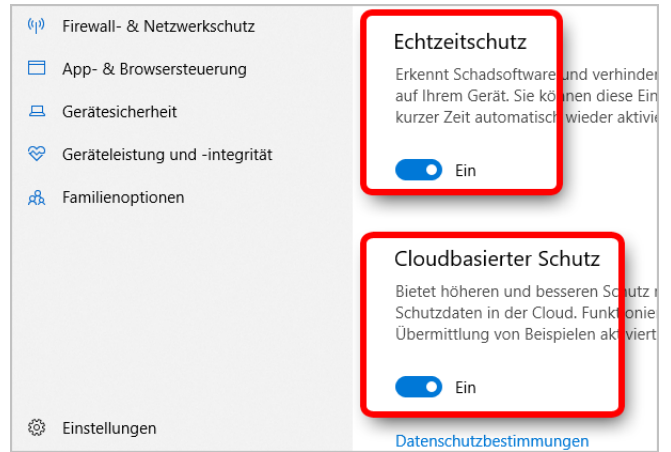 Firewall- & Netzwerkschutz
App- & Browsersteuerung
Gerätesicherheit
Geräteleistung und -integrität
Familienoptionen
Einstellungen
Echtzeitschutz
Erkennt Schadsoftware und verhinder
auf Ihrem Gerät. Sie können diese Ein
kurzer Zeit automatisch wieder aktivie
Ein
Cloudbasierter Schutz
Bietet höheren und besseren Schutz
Schutzdaten in der Cloud. Funktionie
Übermittlung von Beispielen aktiviert
Ein
Datenschutzbestimmungen